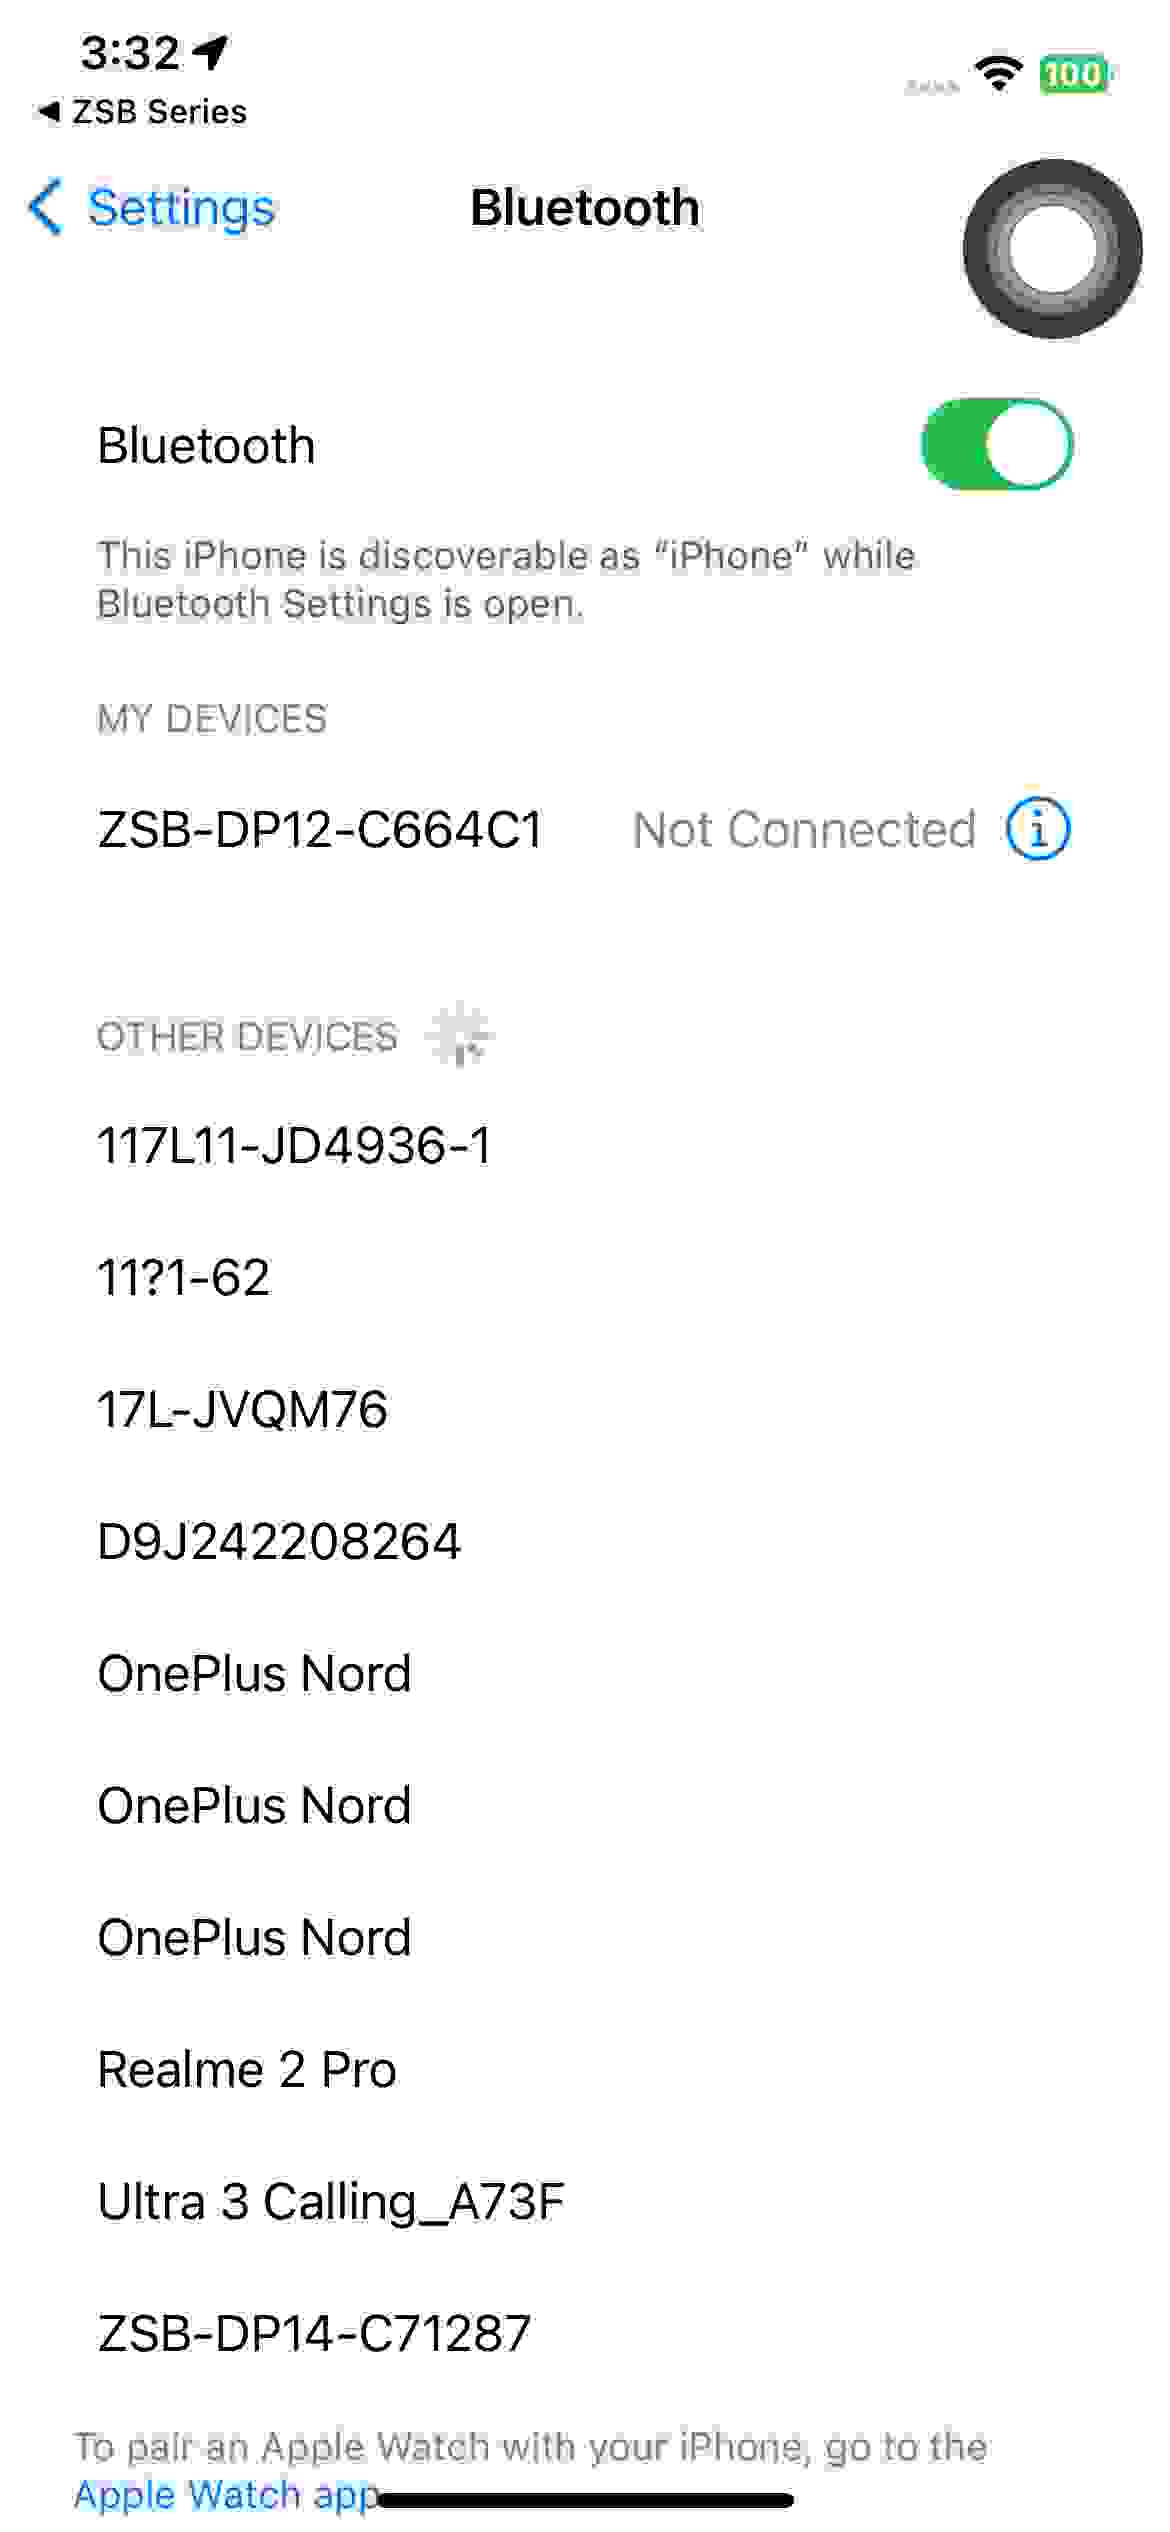 3:32
100
◀ ZSB Series
Settings
Bluetooth
Bluetooth
This iPhone is discoverable as “iPhone” while
Bluetooth Settings is open.
MY DEVICES
ZSB-DP12-C664C1 Not Connected
OTHER DEVICES
117L11-JD4936-1
11?1-62
17L-JVQM76
D9J242208264
OnePlus Nord
OnePlus Nord
OnePlus Nord
Realme 2 Pro
Ultra 3 Calling_A73F
ZSB-DP14-C71287
To pair an Apple Watch with your iPhone, go to the
Apple Watch app